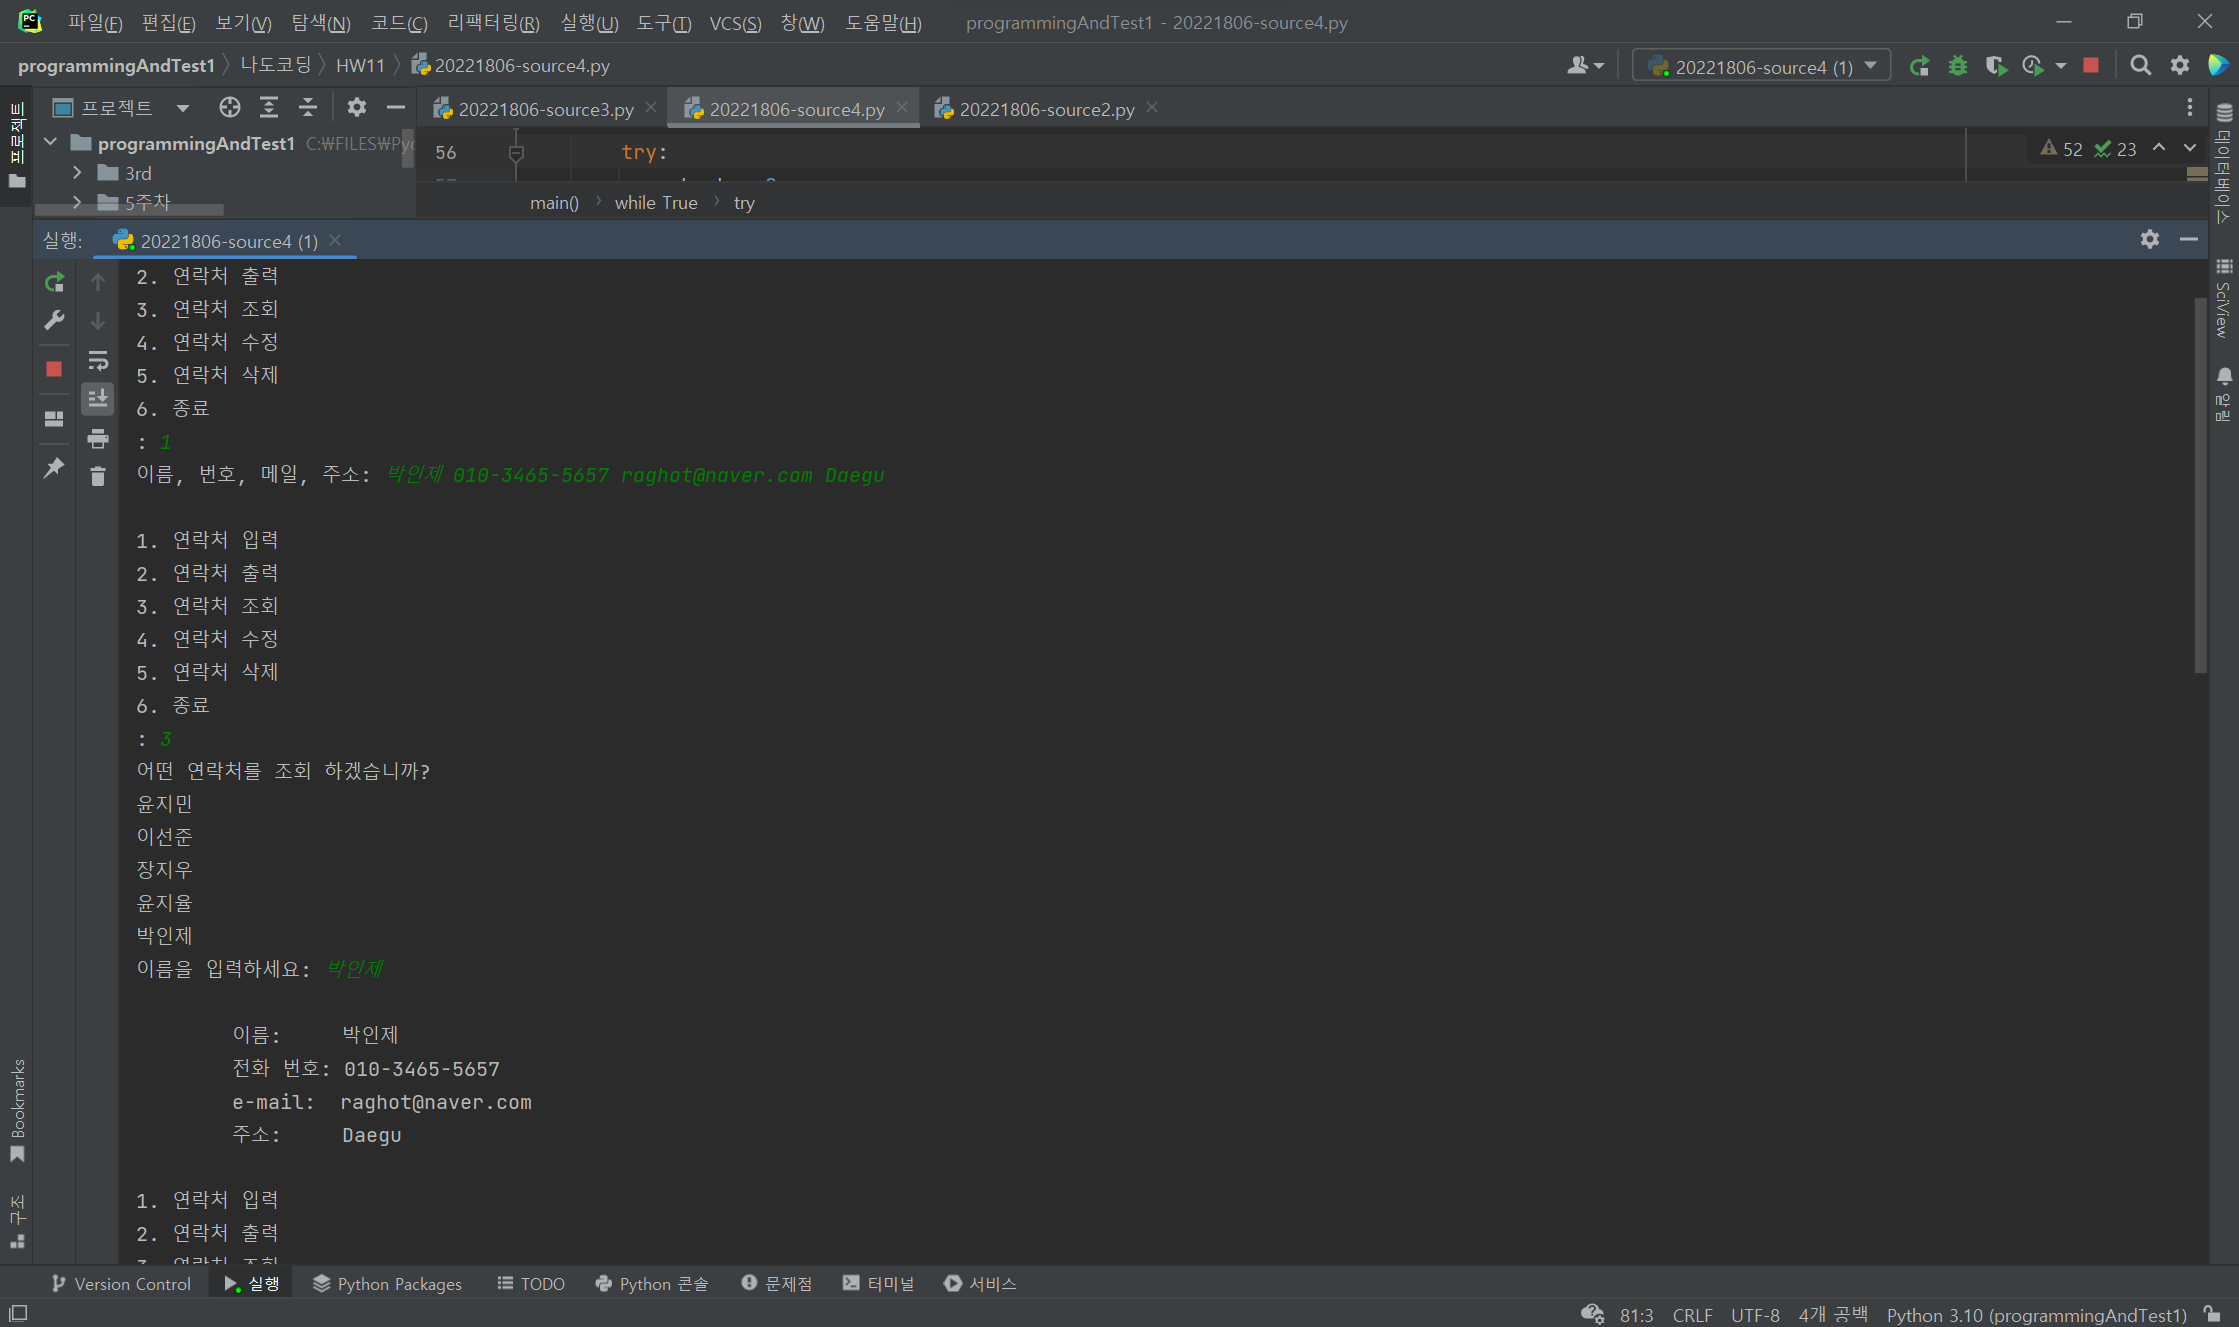 파일(F) 편집(E) 보기(V) 탐색(N) 코드(C) 리팩터링(R) 실행(U) 도구(T) VCS(S) 창(W) 도움말(H) programmingAndTest1 - 20221806-source4.py
programmingAndTest1 나도코딩 HW11 20221806-source4.py 20221806-source4 (1)
프로젝트 20221806-source3.py 20221806-source4.py 20221806-source2.py
programmingAndTest1 C:₩FILES₩Pyc
3rd
5주차
56 try:
52 23
main() while True try
실행: 20221806-source4 (1)
2. 연락처 출력
3. 연락처 조회
4. 연락처 수정
5. 연락처 삭제
6. 종료
: 1
이름, 번호, 메일, 주소: 박인제 010-3465-5657 raghot@naver.com Daegu
1. 연락처 입력
2. 연락처 출력
3. 연락처 조회
4. 연락처 수정
5. 연락처 삭제
6. 종료
: 3
어떤 연락처를 조회 하겠습니까?
윤지민
이선준
장지우
윤지율
박인제
이름을 입력하세요: 박인제
이름: 박인제
전화 번호: 010-3465-5657
e-mail: raghot@naver.com
주소: Daegu
1. 연락처 입력
2. 연락처 출력
3. 연락처 조회
프로젝트
Bookmarks
구조
데이터베이스
SciView
알림
Version Control 실행 Python Packages TODO Python 콘솔 문제점 터미널 서비스
81:3 CRLF UTF-8 4개 공백 Python 3.10 (programmingAndTest1)